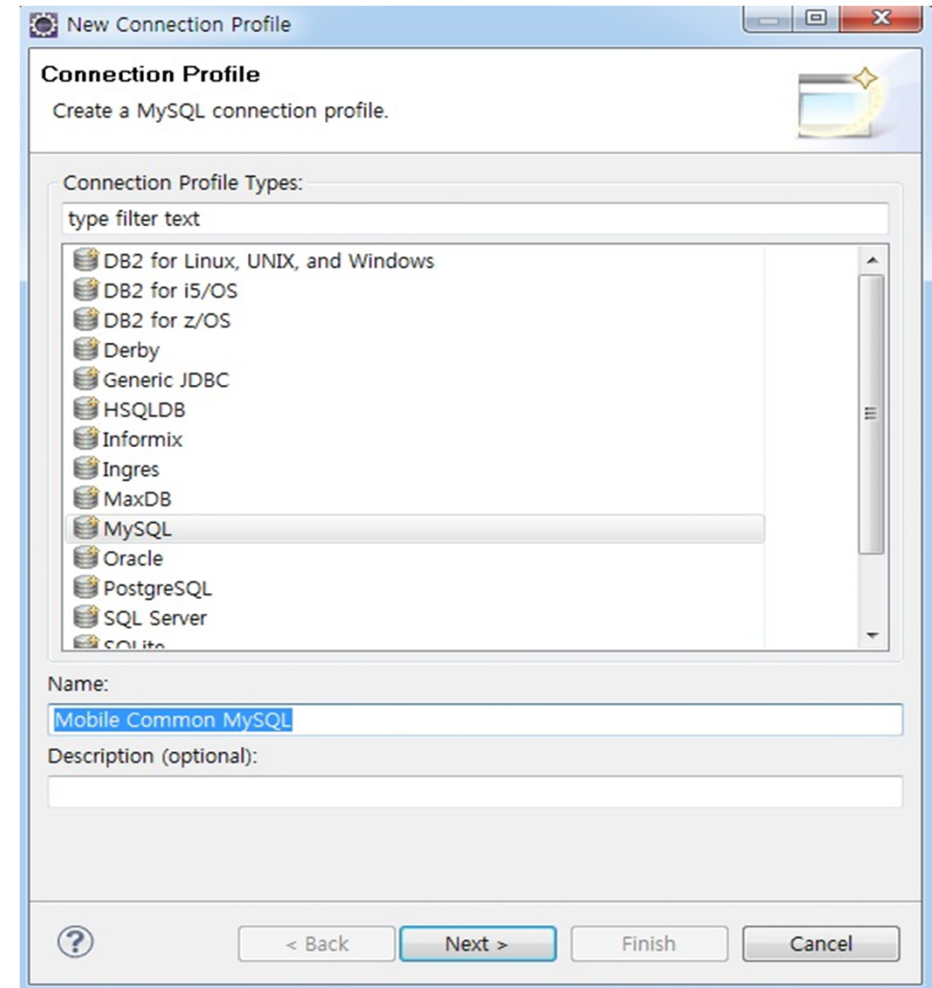 New Connection Profile
Connection Profile
Create a MySQL connection profile.
Connection Profile Types:
type filter text
DB2 for Linux, UNIX, and Windows
DB2 for i5/OS
DB2 for z/OS
Derby
Generic JDBC
HSQLDB
Informix
Ingres
MaxDB
MySQL
Oracle
PostgreSQL
SQL Server
SQLite
Name:
Mobile Common MySQL
Description (optional):
?
< Back
Next >
Finish
Cancel